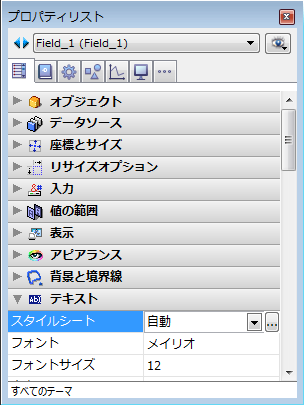 プロパティリスト
Field_1 (Field_1)
オブジェクト
データソース
座標とサイズ
リサイズオプション
入力
値の範囲
表示
アピアランス
背景と境界線
テキスト
スタイルシート 自動
フォント メイリオ
フォントサイズ 12
すべてのテーマ